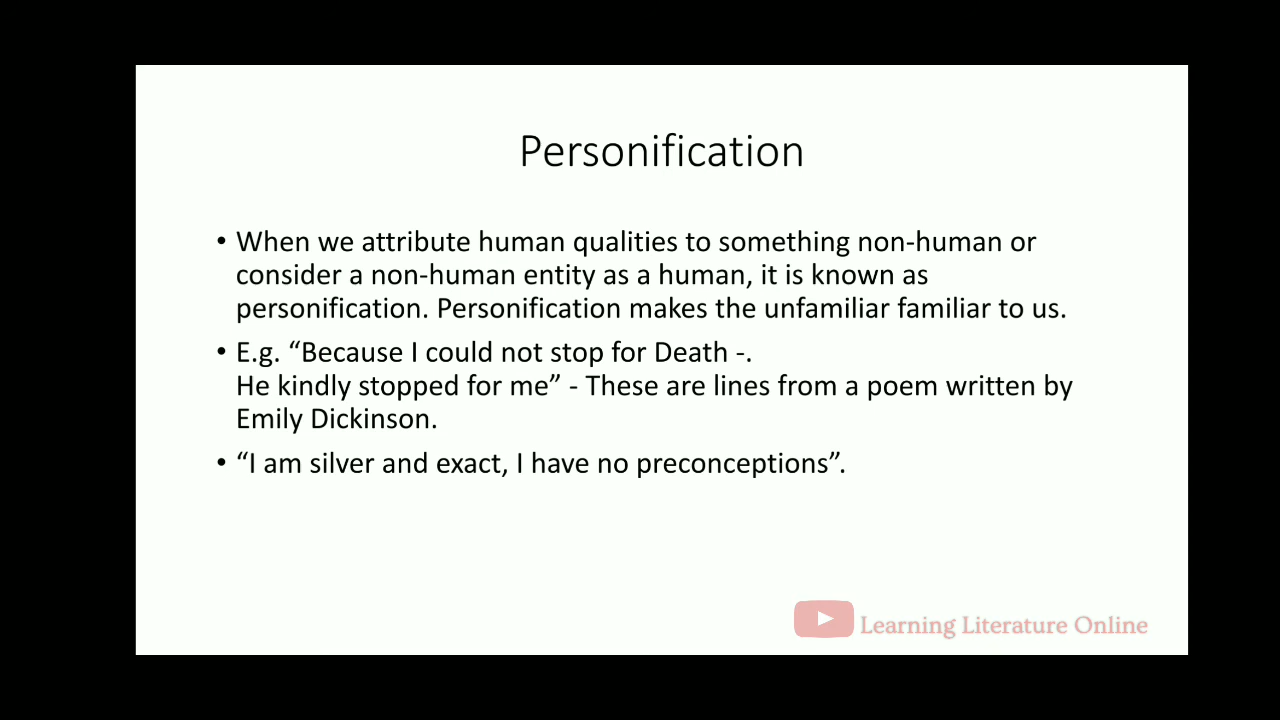 Personification
• When we attribute human qualities to something non-human or
consider a non-human entity as a human, it is known as
personification. Personification makes the unfamiliar familiar to us.
• E.g. “Because I could not stop for Death -.
He kindly stopped for me” - These are lines from a poem written by
Emily Dickinson.
• “I am silver and exact, I have no preconceptions”.
Learning Literature Online